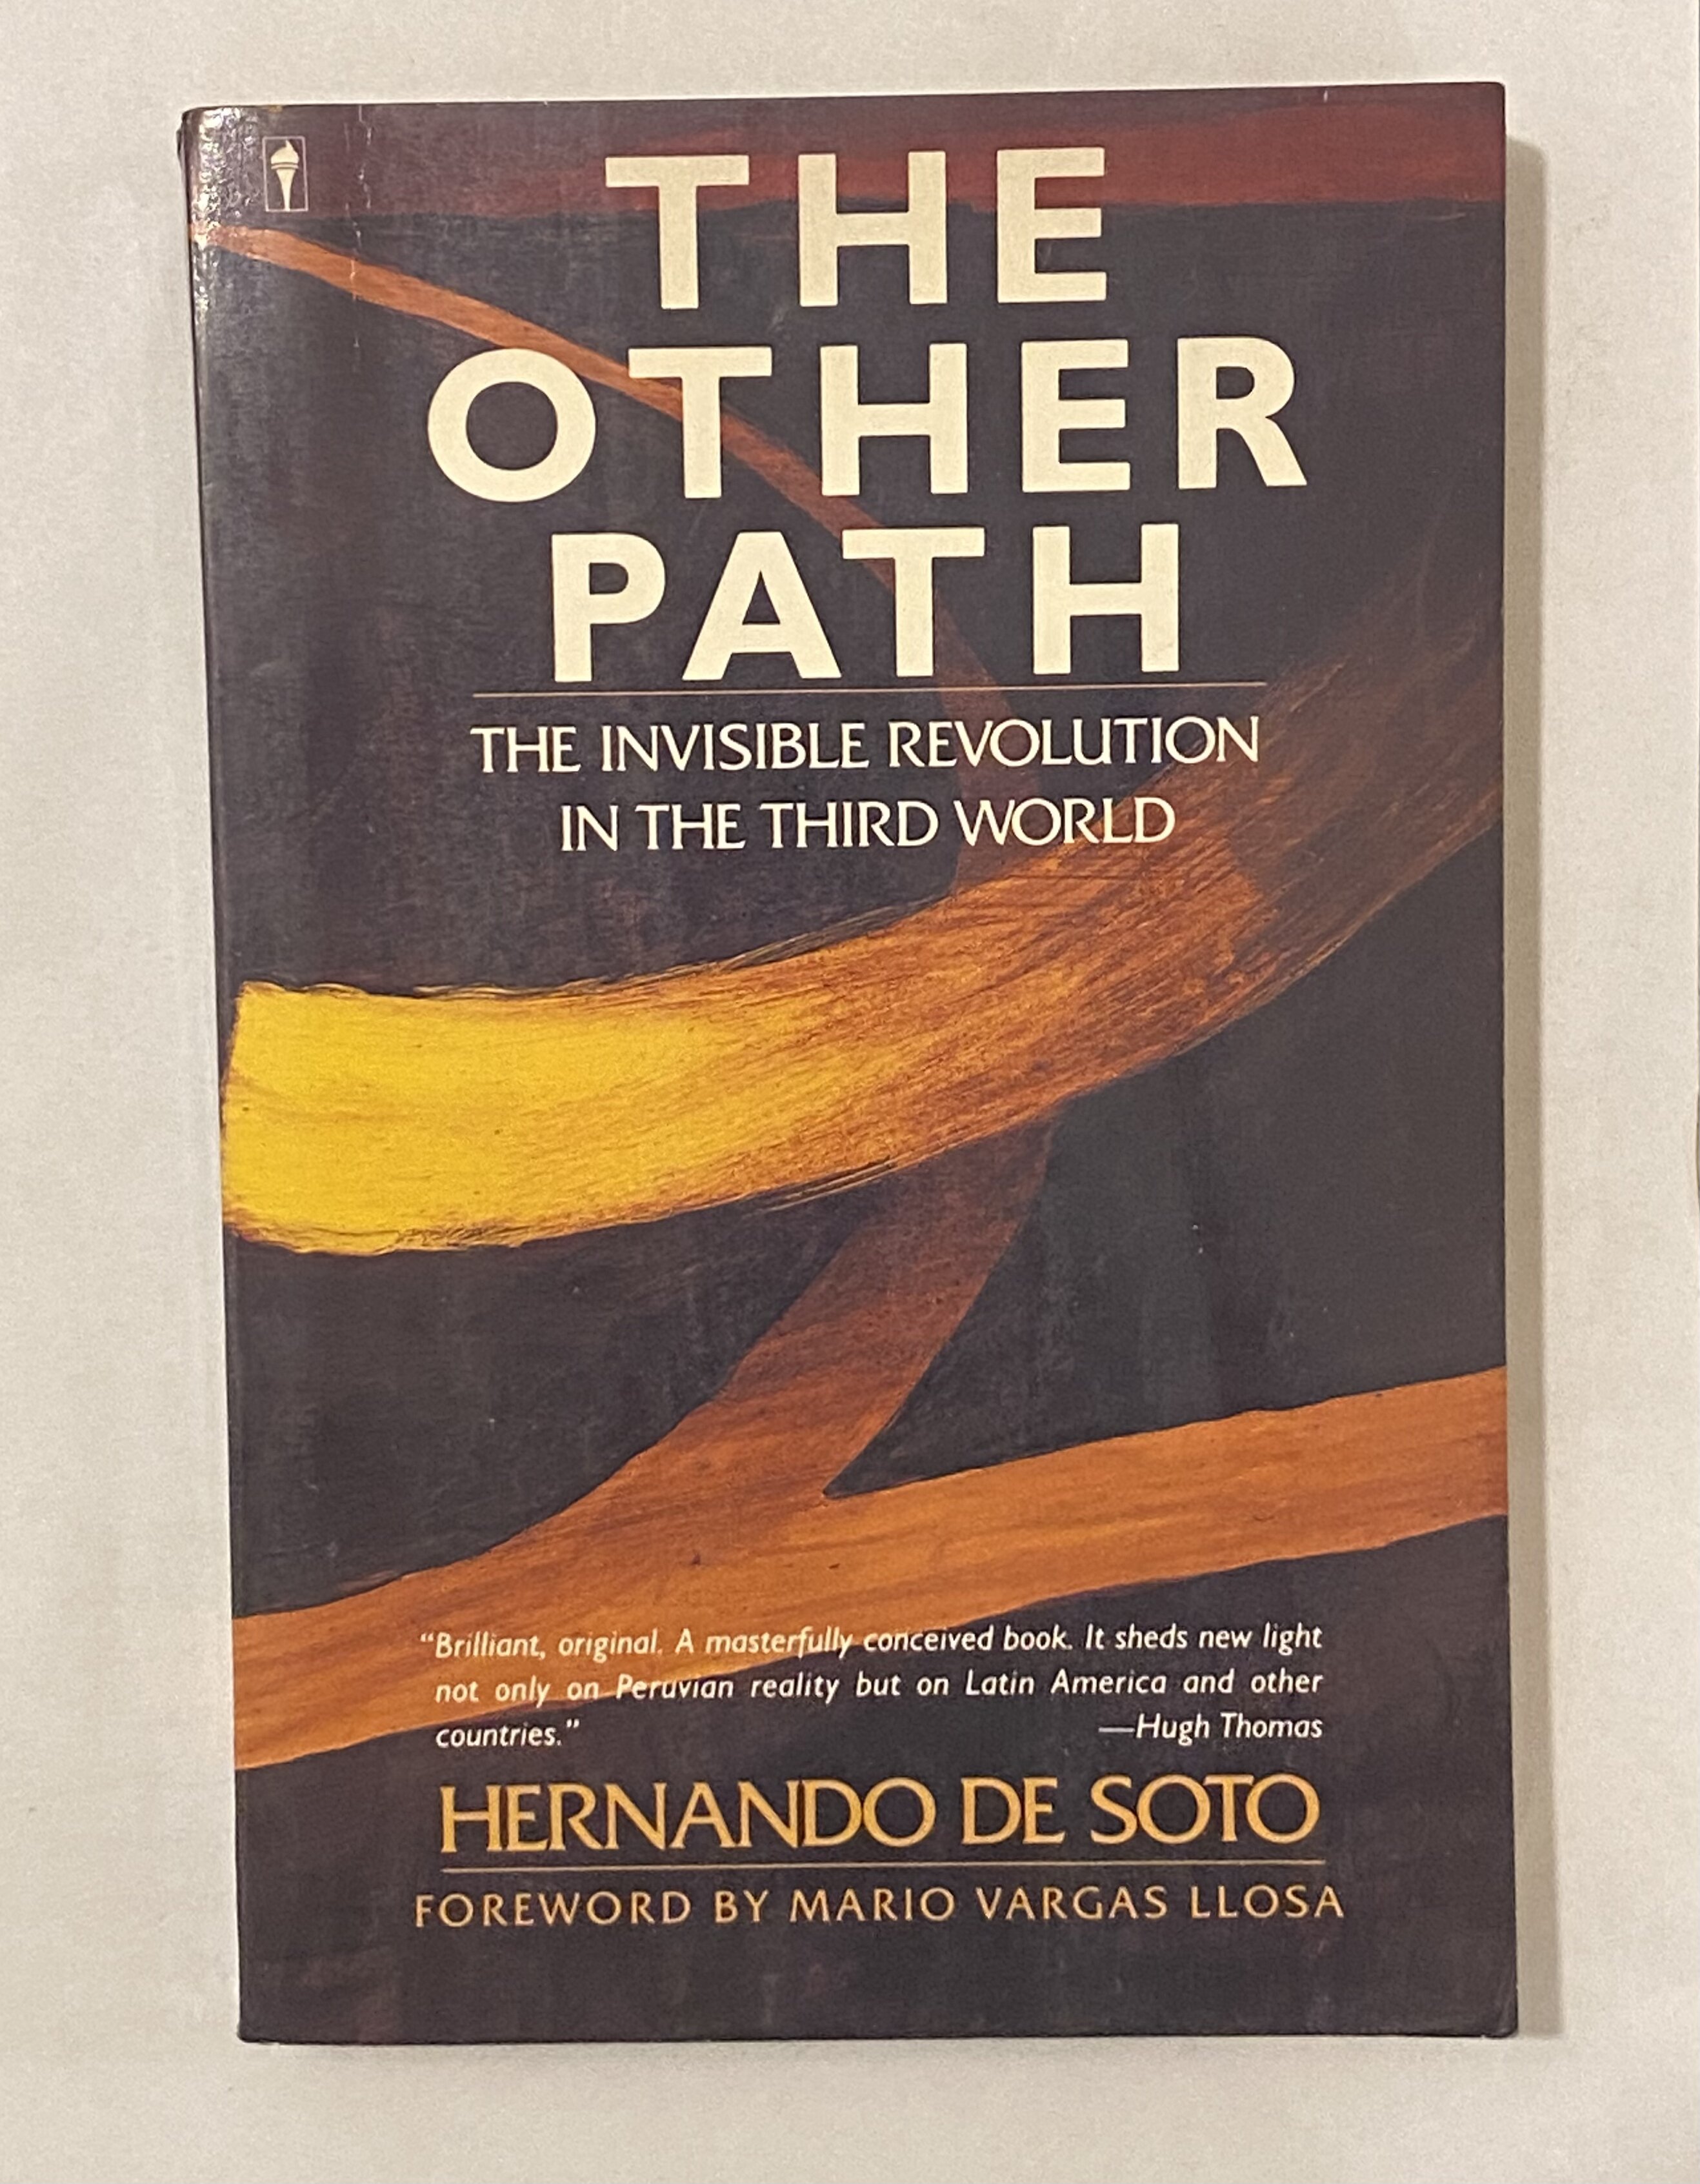 THE
OTHER
PATH
THE INVISIBLE REVOLUTION
IN THE THIRD WORLD
“Brilliant, original. A masterfully conceived book. It sheds new light
not only on Peruvian reality but on Latin America and other
countries.” —Hugh Thomas
HERNANDO DE SOTO
FOREWORD BY MARIO VARGAS LLOSA